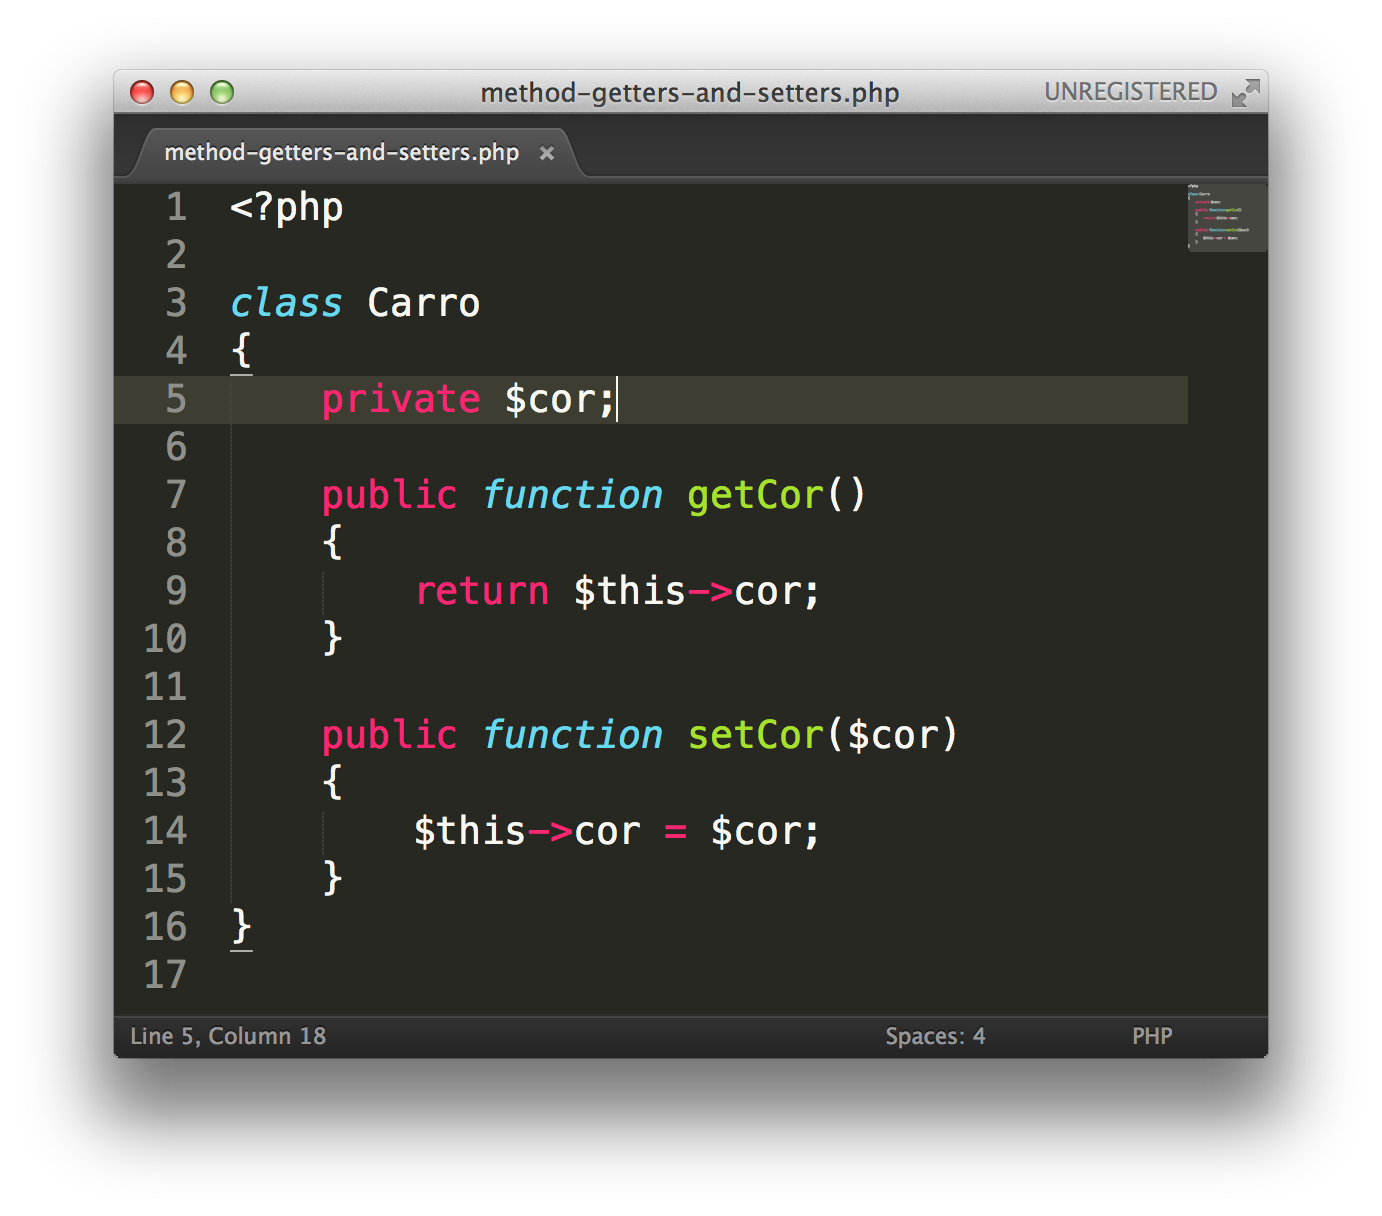 method-getters-and-setters.php UNREGISTERED
method-getters-and-setters.php ×
1 <?php
2
3 class Carro
4 {
5     private $cor;
6
7     public function getCor()
8     {
9         return $this->cor;
10     }
11
12     public function setCor($cor)
13     {
14         $this->cor = $cor;
15     }
16 }
17
Line 5, Column 18 Spaces: 4 PHP